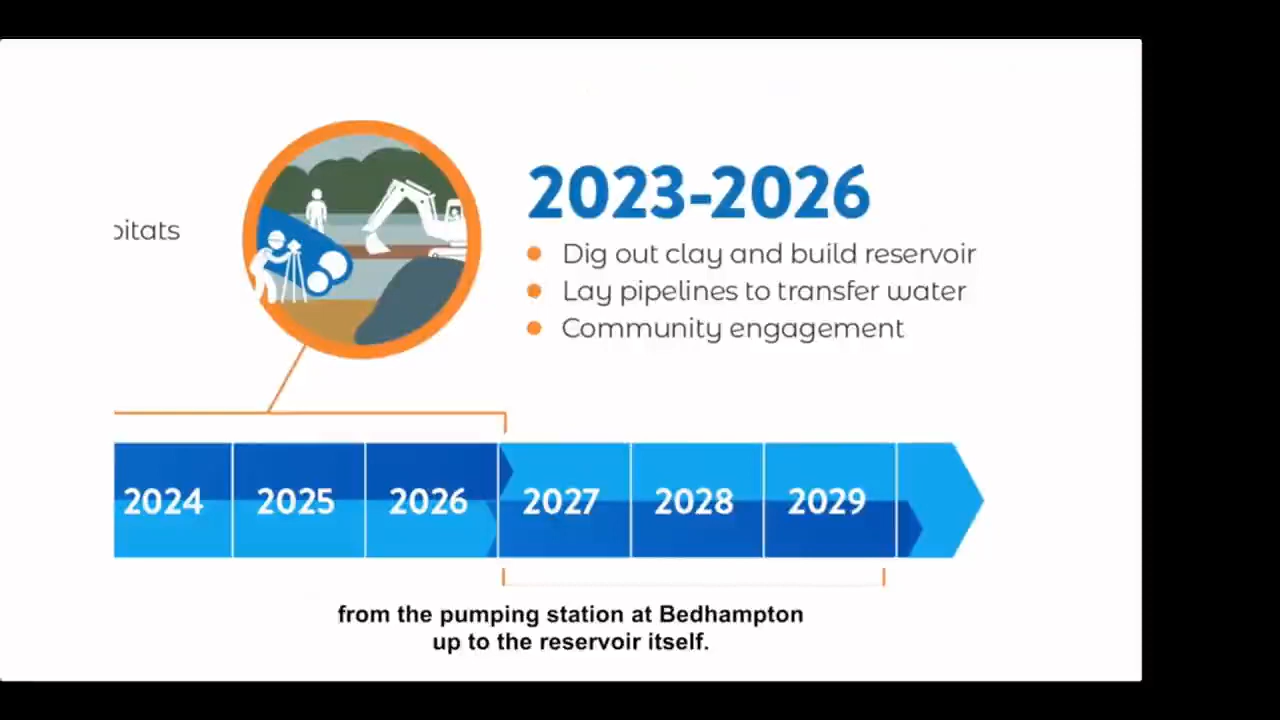 2023-2026
Dig out clay and build reservoir
Lay pipelines to transfer water
Community engagement
2024 2025 2026 2027 2028 2029
from the pumping station at Bedhampton
up to the reservoir itself.